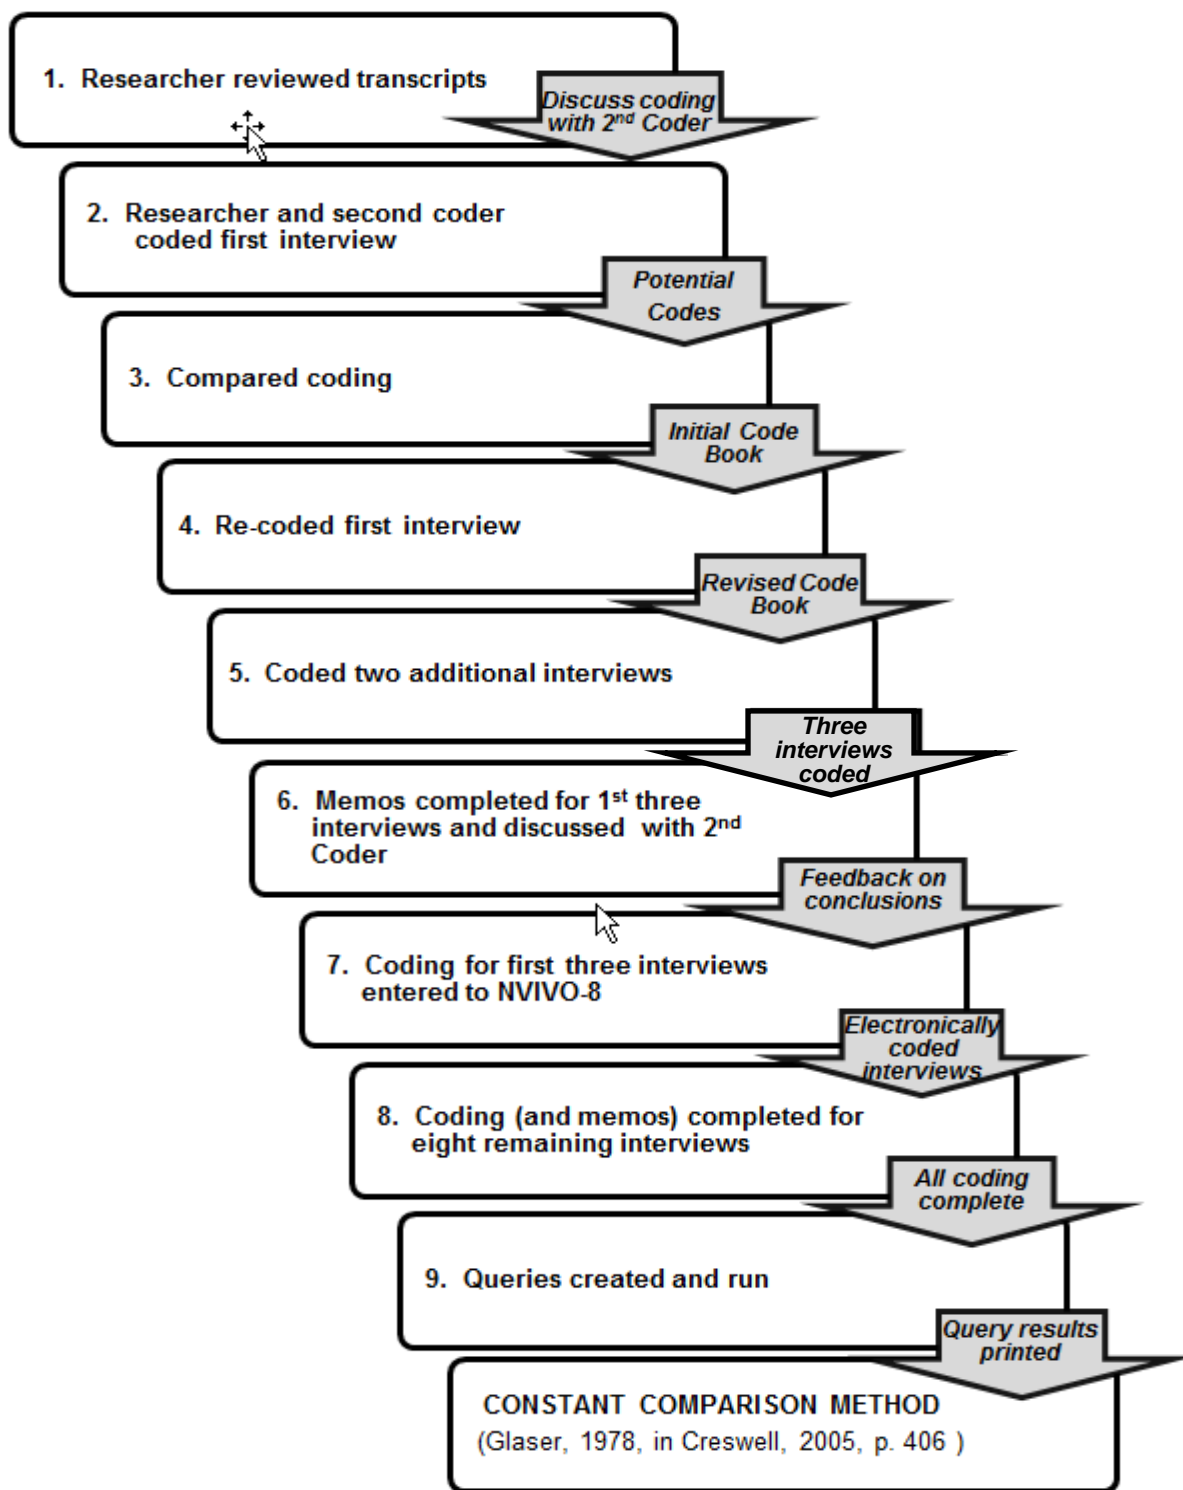 1. Researcher reviewed transcripts
Discuss coding
with 2nd Coder
2. Researcher and second coder
coded first interview
Potential
Codes
3. Compared coding
Initial Code
Book
4. Re-coded first interview
Revised Code
Book
5. Coded two additional interviews
Three
interviews
coded
6. Memos completed for 1st three
interviews and discussed with 2nd
Coder
Feedback on
conclusions
7. Coding for first three interviews
entered to NVIVO-8
Electronically
coded
interviews
8. Coding (and memos) completed for
eight remaining interviews
All coding
complete
9. Queries created and run
Query results
printed
CONSTANT COMPARISON METHOD
(Glaser, 1978, in Creswell, 2005, p. 406 )